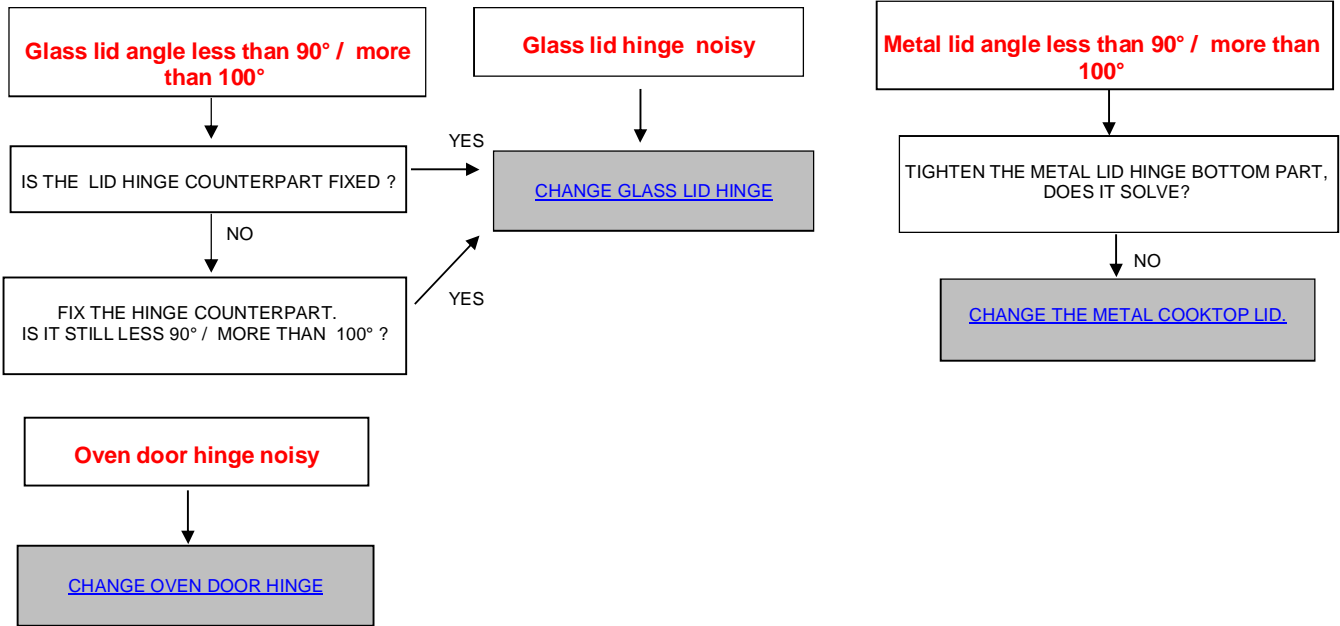 Glass lid angle less than 90° / more
than 100°
IS THE LID HINGE COUNTERPART FIXED ?
YES
NO
FIX THE HINGE COUNTERPART.
IS IT STILL LESS 90° / MORE THAN 100° ?
YES
Glass lid hinge noisy
CHANGE GLASS LID HINGE
Metal lid angle less than 90° / more than
100°
TIGHTEN THE METAL LID HINGE BOTTOM PART,
DOES IT SOLVE?
NO
CHANGE THE METAL COOKTOP LID.
Oven door hinge noisy
CHANGE OVEN DOOR HINGE